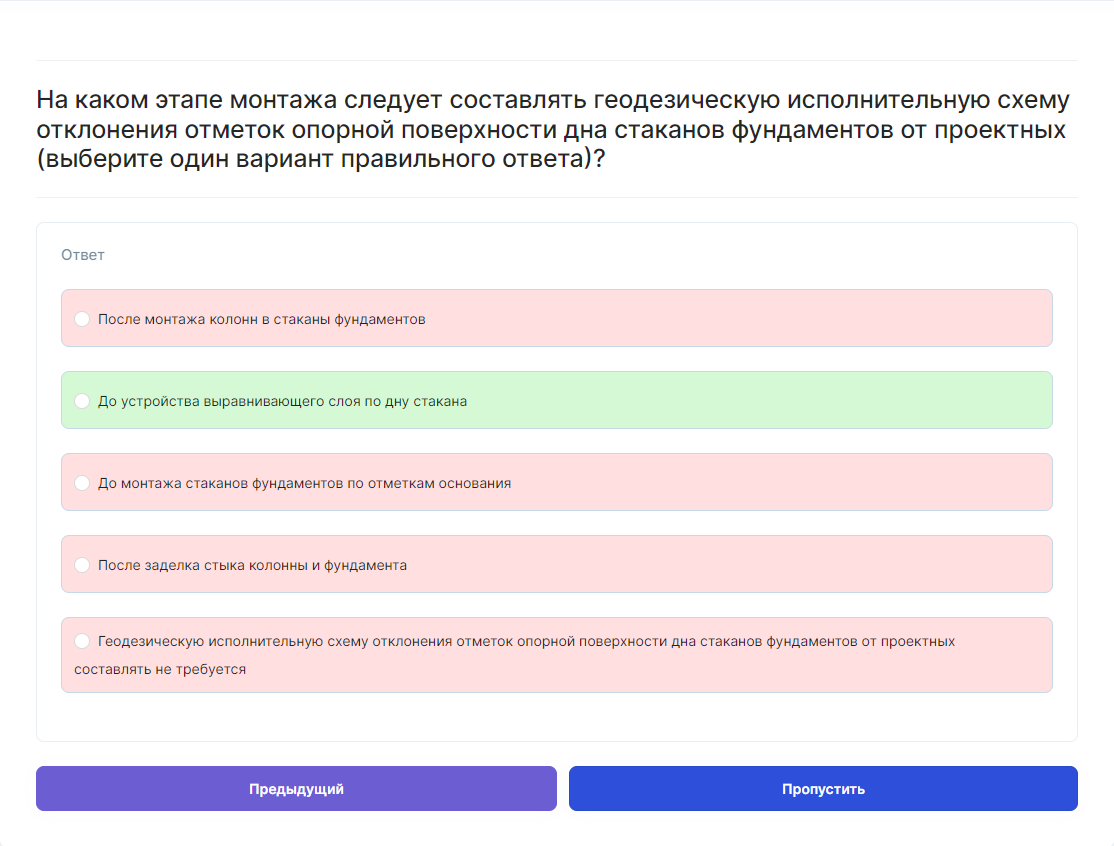 На каком этапе монтажа следует составлять геодезическую исполнительную схему
отклонения отметок опорной поверхности дна стаканов фундаментов от проектных
(выберите один вариант правильного ответа)?
Ответ
После монтажа колонн в стаканы фундаментов
До устройства выравнивающего слоя по дну стакана
До монтажа стаканов фундаментов по отметкам основания
После заделка стыка колонны и фундамента
Геодезическую исполнительную схему отклонения отметок опорной поверхности дна стаканов фундаментов от проектных
составлять не требуется
Предыдущий
Пропустить